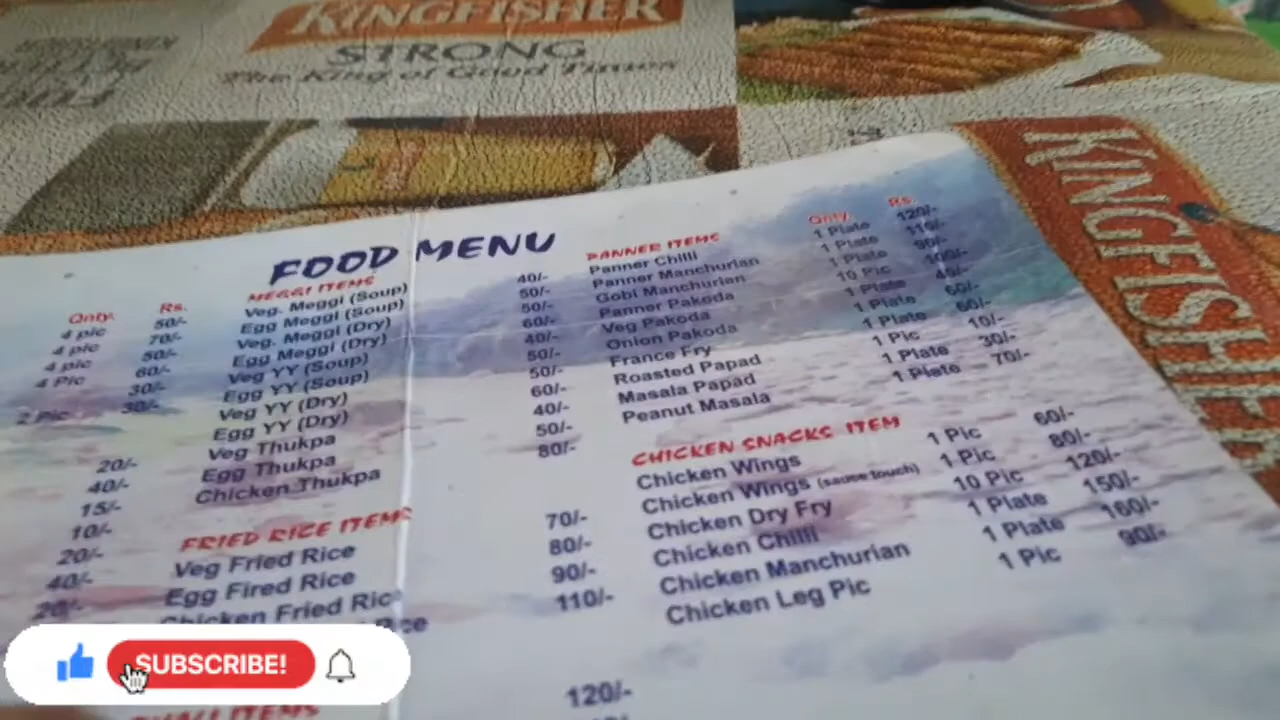 KINGFISHER
STRONG
The King of Good Times
KINGFISHER
FOOD MENU
Qnty. Rs.
4 pic 50/-
4 pic 70/-
4 pic 50/-
4 Pic 60/-
30/-
2 Pic 30/-
20/-
40/-
15/-
10/-
20/-
40/-
20/-
MEGGI ITEMS
Veg. Meggi (Soup) 40/-
Egg Meggi (Soup) 50/-
Veg. Meggi (Dry) 50/-
Egg Meggi (Dry) 60/-
Veg YY (Soup) 40/-
Egg YY (Soup) 50/-
Veg YY (Dry) 50/-
Egg YY (Dry) 60/-
Veg Thukpa 40/-
Egg Thukpa 50/-
Chicken Thukpa 80/-
FRIED RICE ITEMS
Veg Fried Rice 70/-
Egg Fired Rice 80/-
Chicken Fried Rice 90/-
Rice 110/-
ITEMS
120/-
PANNER ITEMS Qnty. Rs.
Panner Chilli 1 Plate 120/-
Panner Manchurian 1 Plate 110/-
Gobi Manchurian 1 Plate 90/-
Panner Pakoda 10 Pic 100/-
Veg Pakoda 1 Plate 45/-
Onion Pakoda 1 Plate 60/-
France Fry 1 Plate 60/-
Roasted Papad 1 Pic 10/-
Masala Papad 1 Plate 30/-
Peanut Masala 1 Plate 70/-
CHICKEN SNACKS ITEM
Chicken Wings 1 Pic 60/-
Chicken Wings (sauce touch) 1 Pic 80/-
Chicken Dry Fry 10 Pic 120/-
Chicken Chilli 1 Plate 150/-
Chicken Manchurian 1 Plate 160/-
Chicken Leg Pic 1 Pic 90/-
SUBSCRIBE!